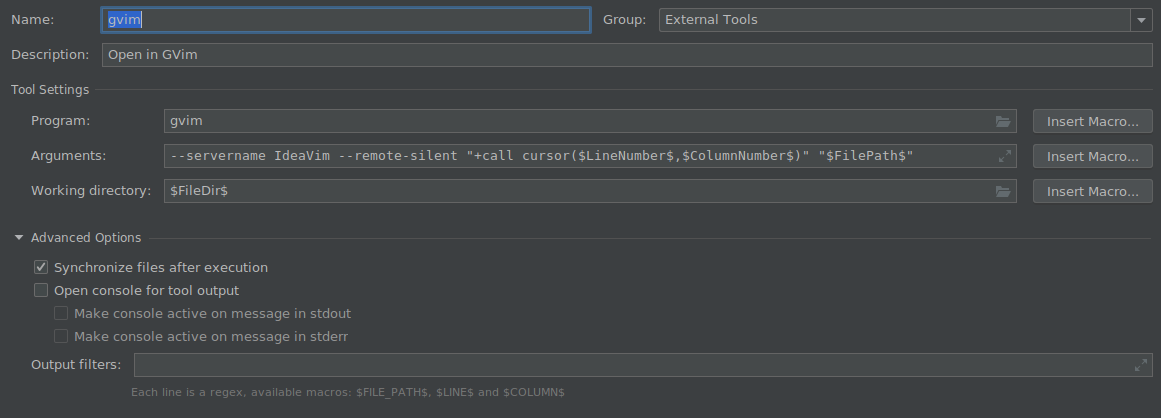 Name: gvim Group: External Tools
Description: Open in GVim
Tool Settings
Program: gvim Insert Macro...
Arguments: --servername IdeaVim --remote-silent "+call cursor($LineNumber$,$ColumnNumber$)" "$FilePath$" Insert Macro...
Working directory: $FileDir$ Insert Macro...
Advanced Options
Synchronize files after execution
Open console for tool output
Make console active on message in stdout
Make console active on message in stderr
Output filters:
Each line is a regex, available macros: $FILE_PATH$, $LINE$ and $COLUMN$